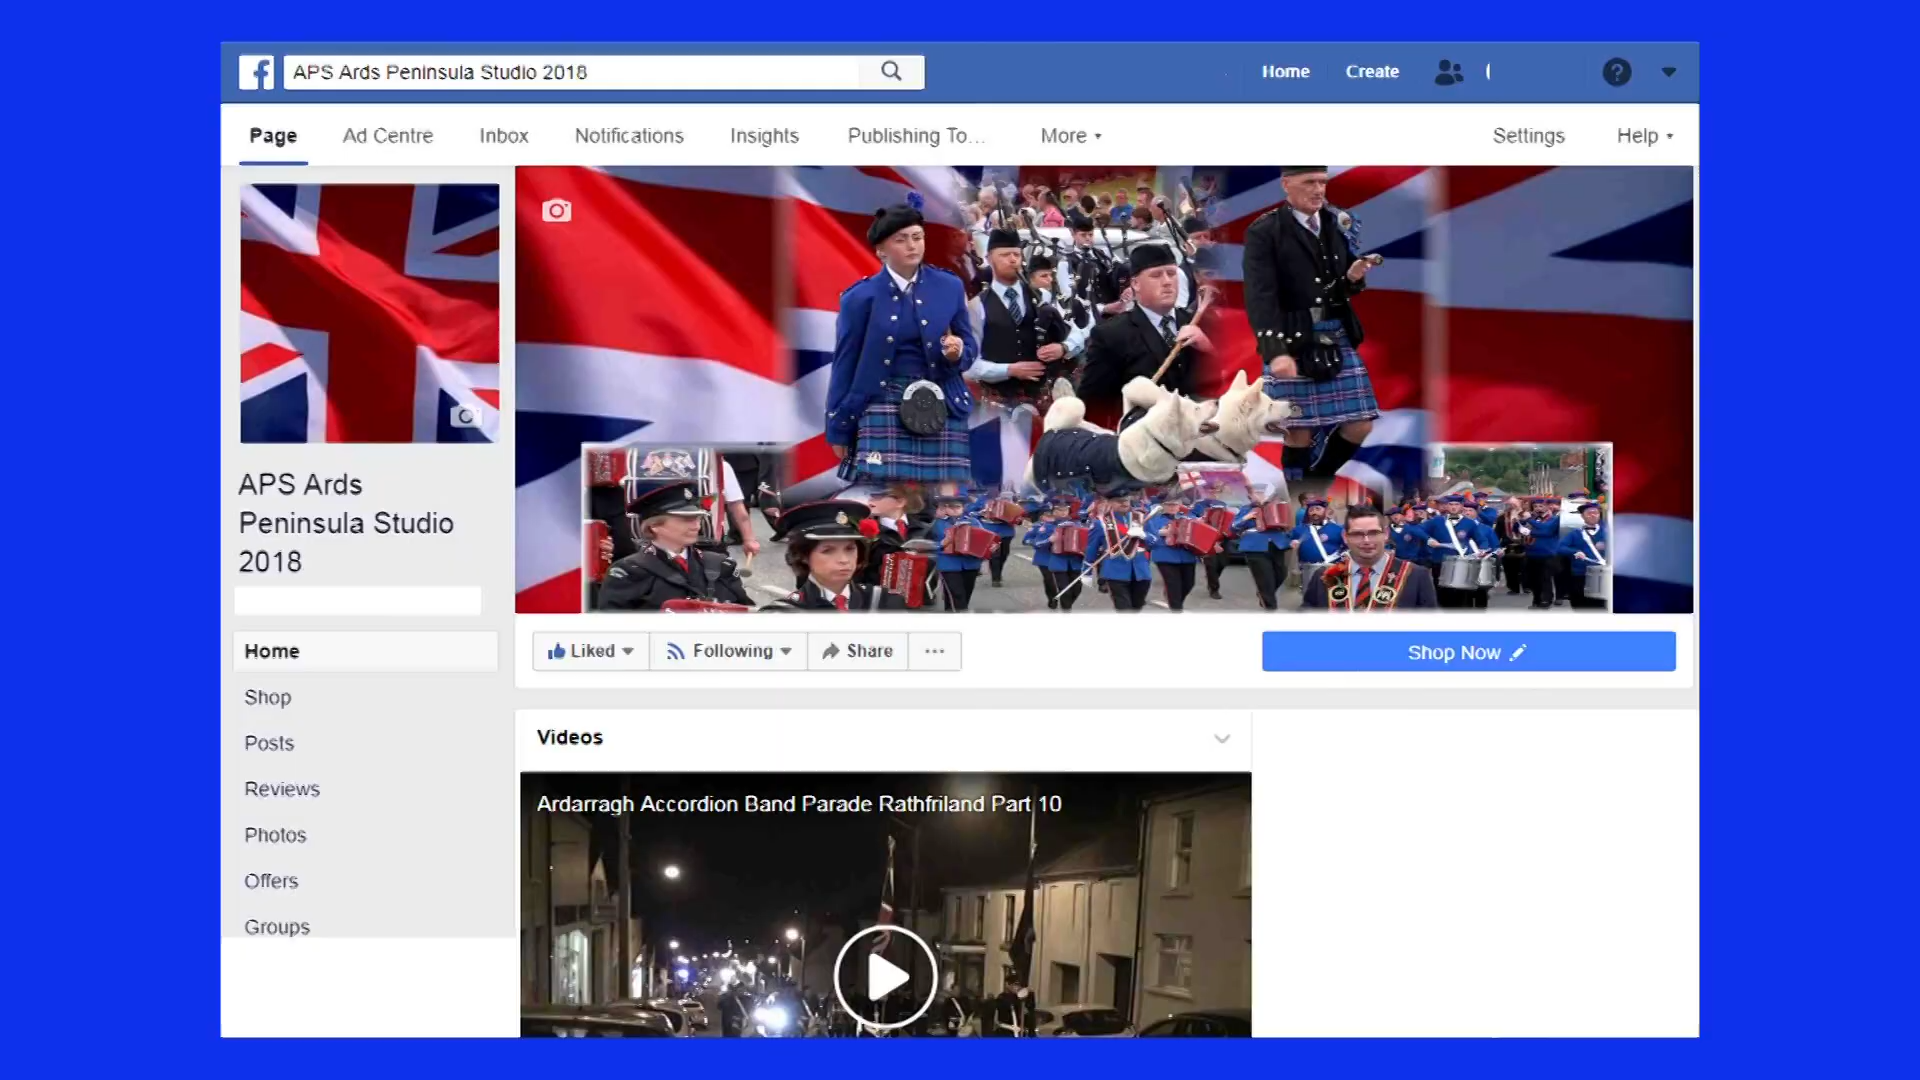 APS Ards Peninsula Studio 2018
Home
Create
Page
Ad Centre
Inbox
Notifications
Insights
Publishing To...
More
Settings
Help
APS Ards
Peninsula Studio
2018
Home
Shop
Posts
Reviews
Photos
Offers
Groups
Liked
Following
Share
Shop Now
Videos
Ardarragh Accordion Band Parade Rathfriland Part 10